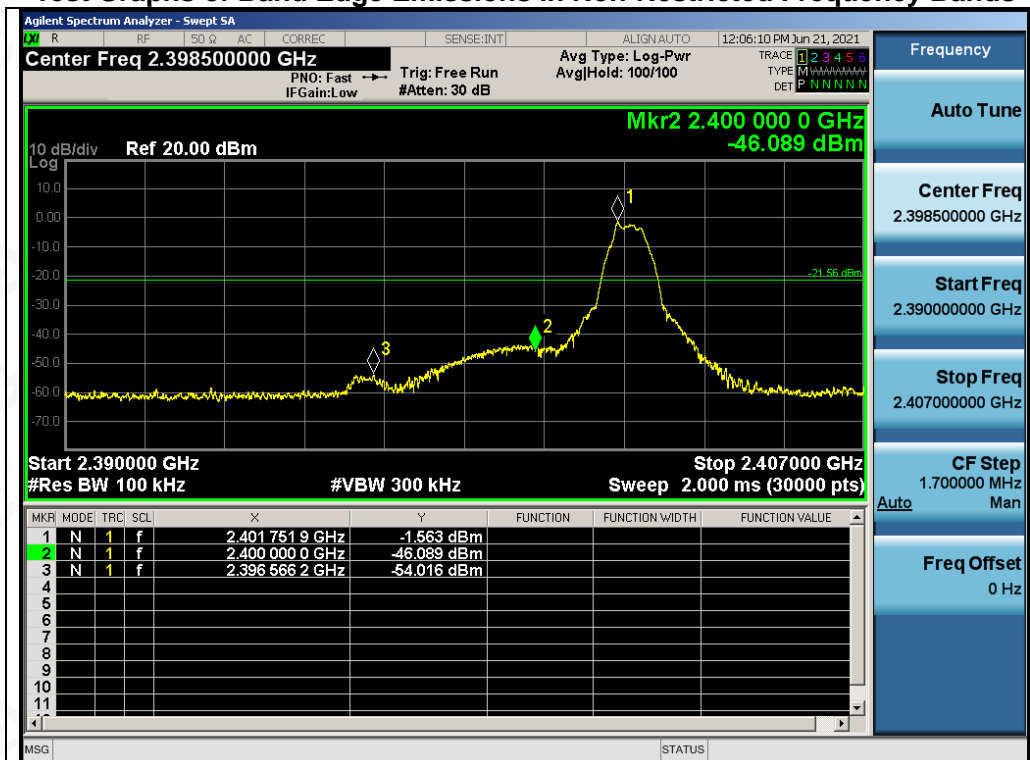 Agilent Spectrum Analyzer - Swept SA
LXI R RF 50 Ω AC CORREC SENSE:INT ALIGN AUTO 12:06:10 PM Jun 21, 2021
Center Freq 2.398500000 GHz
PNO: Fast
IFGain:Low
Trig: Free Run
#Atten: 30 dB
Avg Type: Log-Pwr
Avg|Hold: 100/100
TRACE 1 2 3 4 5 6
TYPE M
DET P N N N N N
Mkr2 2.400 000 0 GHz
-46.089 dBm
10 dB/div Ref 20.00 dBm
Log
10.0
0.00
-10.0
-20.0
-30.0
-40.0
-50.0
-60.0
-70.0
1
2
3
-21.56 dBm
Start 2.390000 GHz Stop 2.407000 GHz
#Res BW 100 kHz #VBW 300 kHz Sweep 2.000 ms (30000 pts)
MKR MODE TRC SCL X Y FUNCTION FUNCTION WIDTH FUNCTION VALUE
1 N 1 f 2.401 751 9 GHz -1.563 dBm
2 N 1 f 2.400 000 0 GHz -46.089 dBm
3 N 1 f 2.396 566 2 GHz -54.016 dBm
4
5
6
7
8
9
10
11
MSG STATUS
Frequency
Auto Tune
Center Freq
2.398500000 GHz
Start Freq
2.390000000 GHz
Stop Freq
2.407000000 GHz
CF Step
1.700000 MHz
Auto Man
Freq Offset
0 Hz